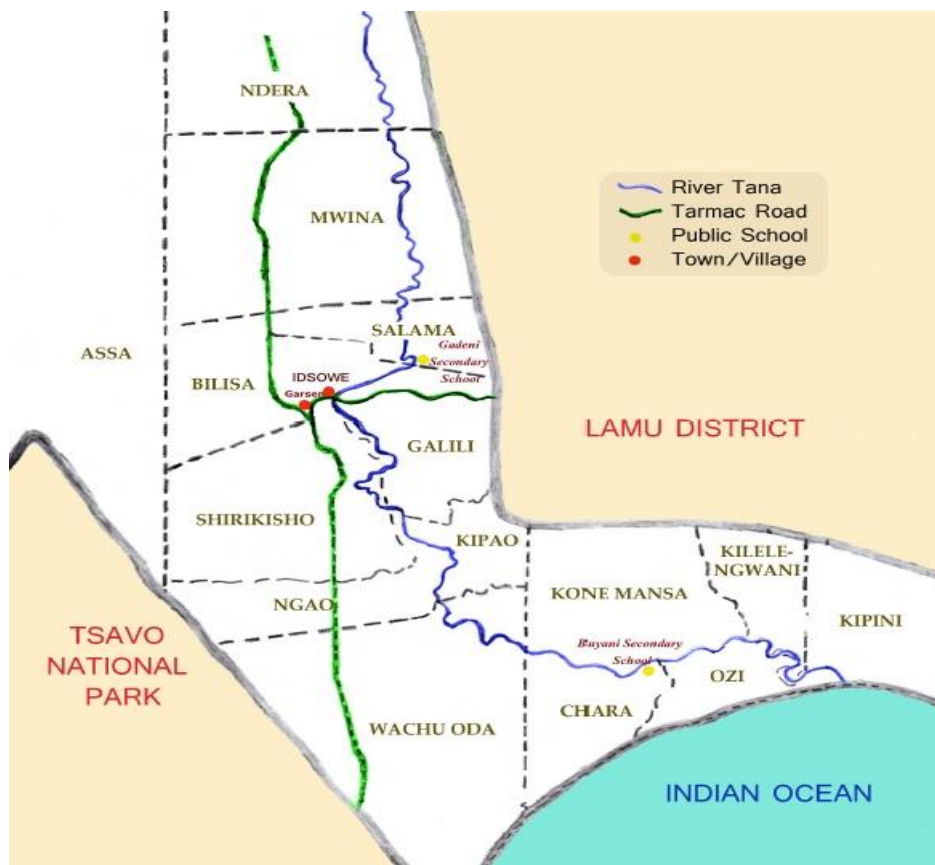 NDERA
MWINA
River Tana
Tarmac Road
Public School
Town/Village
SALAMA
Gudeni
Secondary
School
ASSA
BILISA
IDSOWE
Garsen
LAMU DISTRICT
GALILI
SHIRIKISHO
KIPAO
KILELE-
NGWANI
NGAO
KONE MANSA
KIPINI
TSAVO
NATIONAL
PARK
Buyani Secondary
School
OZI
CHIARA
WACHU ODA
INDIAN OCEAN